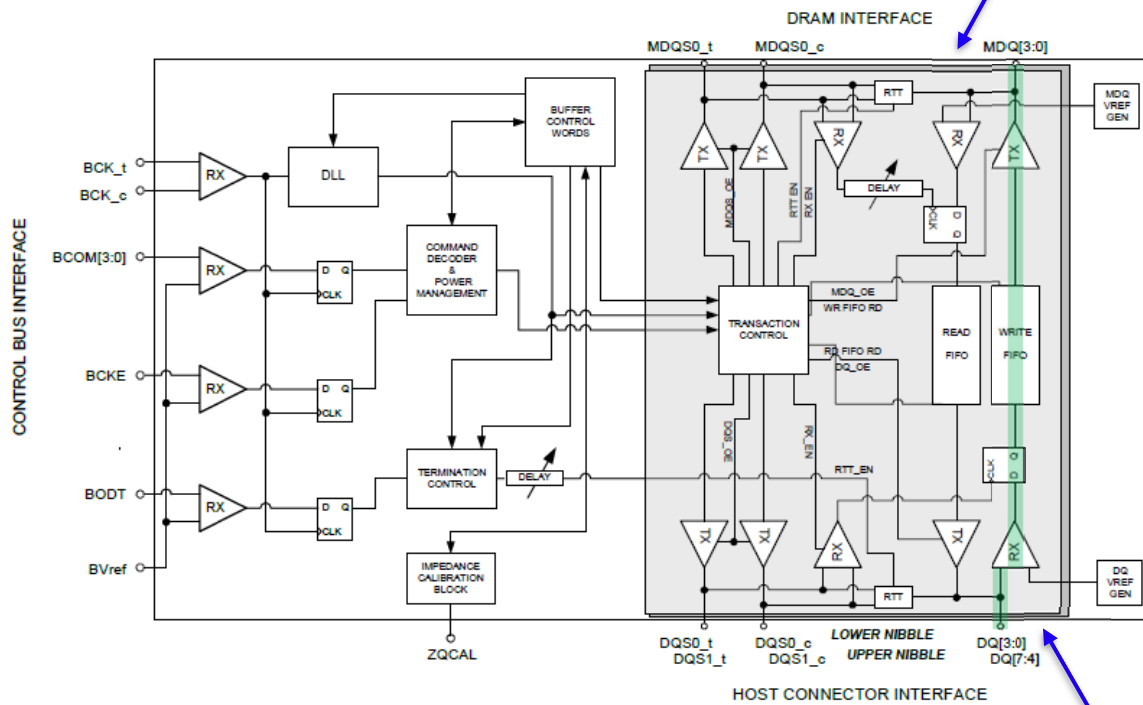 DRAM INTERFACE
MDQS0_t
MDQS0_c
MDQ[3:0]
BUFFER
CONTROL
WORDS
RTT
MDQ
VREF
GEN
BCK_t
BCK_c
RX
DLL
TX
TX
RX
RX
TX
MDQS_OE
RTT EN
RX EN
DELAY
CLK
D Q
BCOM[3:0]
RX
D Q
CLK
COMMAND
DECODER
&
POWER
MANAGEMENT
CONTROL BUS INTERFACE
TRANSACTION
CONTROL
MDQ_OE
WR FIFO RD
RD FIFO RD
DQ_OE
READ
FIFO
WRITE
FIFO
BCKE
RX
D Q
CLK
DQS_OE
RX_EN
RTT_EN
CLK
D Q
BODT
RX
D Q
CLK
TERMINATION
CONTROL
DELAY
TX
TX
RX
TX
RX
BVref
IMPEDANCE
CALIBRATION
BLOCK
RTT
DQ
VREF
GEN
ZQCAL
DQS0_t
DQS1_t
DQS0_c
DQS1_c
LOWER NIBBLE
UPPER NIBBLE
DQ[3:0]
DQ[7:4]
HOST CONNECTOR INTERFACE